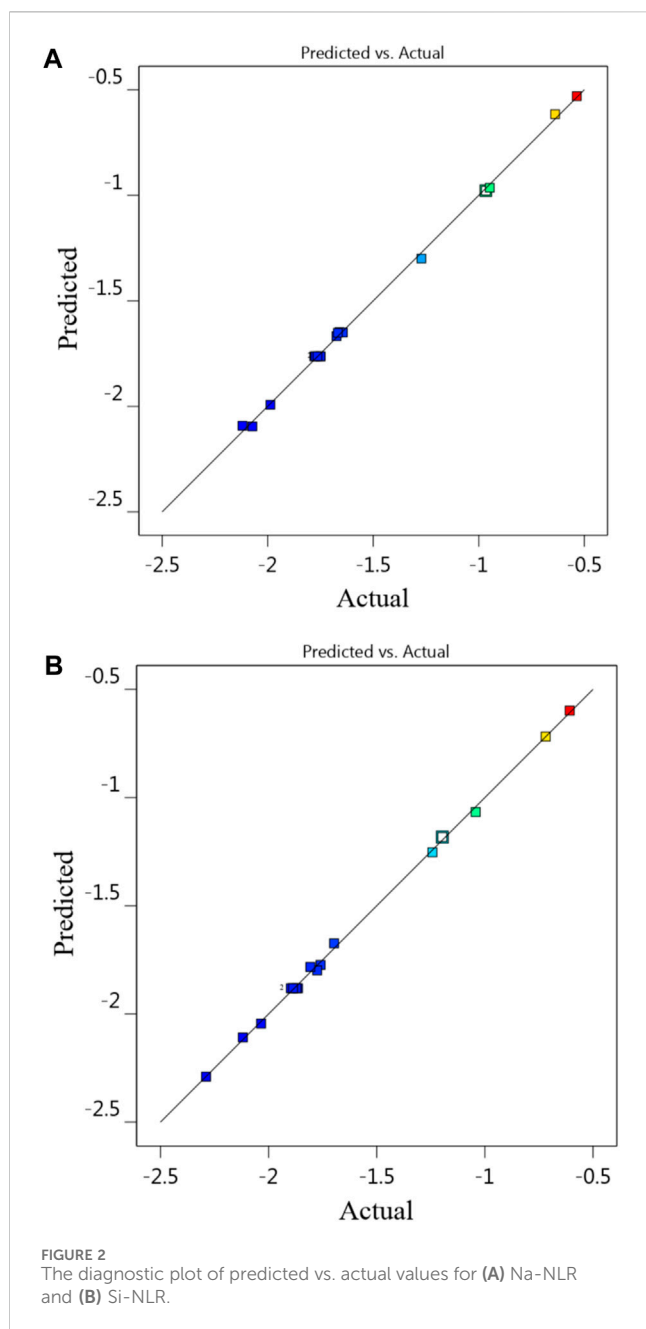 A
Predicted vs. Actual
-0.5
-1
-1.5
-2
-2.5
Predicted
-2.5 -2 -1.5 -1 -0.5
Actual
B
Predicted vs. Actual
-0.5
-1
-1.5
-2
-2.5
Predicted
2
-2.5 -2 -1.5 -1 -0.5
Actual
FIGURE 2
The diagnostic plot of predicted vs. actual values for (A) Na-NLR
and (B) Si-NLR.